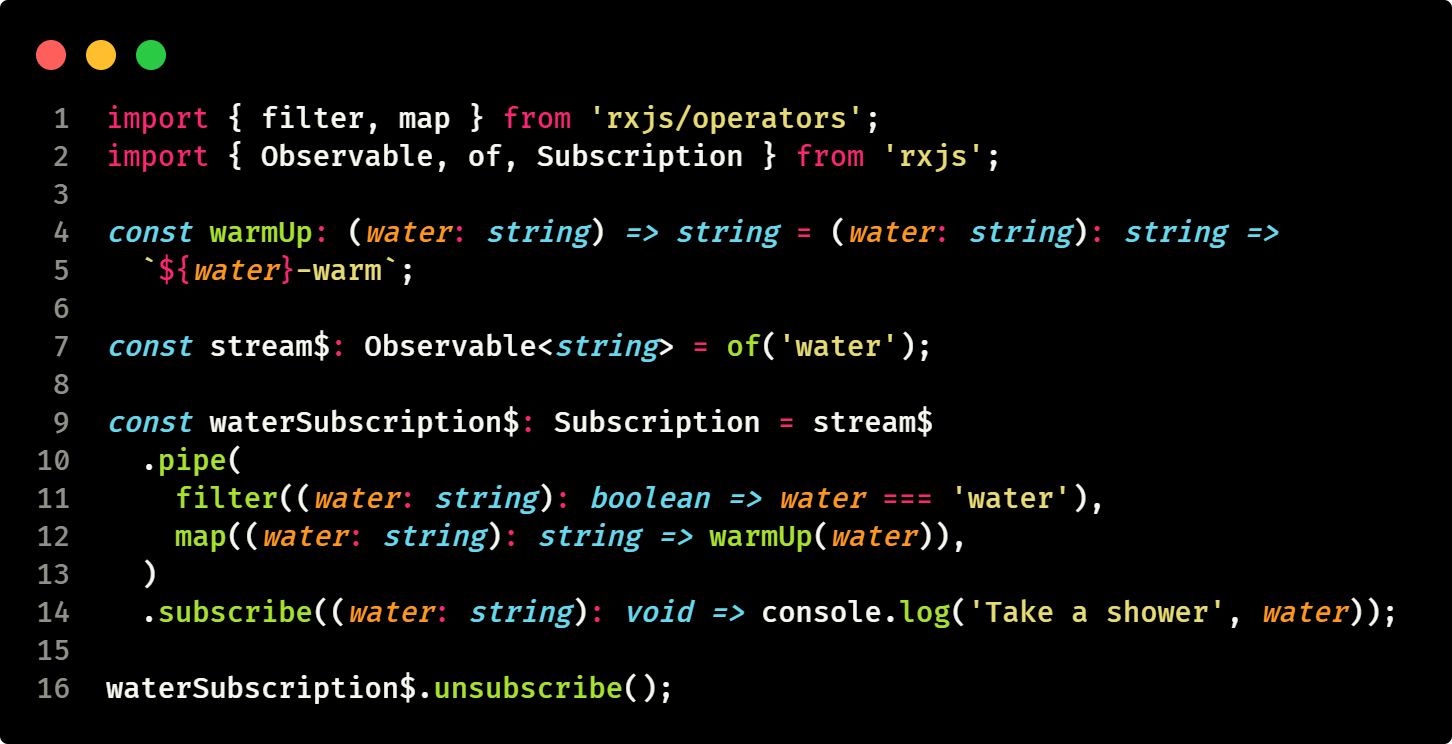 1 import { filter, map } from 'rxjs/operators';
2 import { Observable, of, Subscription } from 'rxjs';
3
4 const warmUp: (water: string) => string = (water: string): string =>
5   `${water}-warm`;
6
7 const stream$: Observable<string> = of('water');
8
9 const waterSubscription$: Subscription = stream$
10   .pipe(
11     filter((water: string): boolean => water === 'water'),
12     map((water: string): string => warmUp(water)),
13   )
14   .subscribe((water: string): void => console.log('Take a shower', water));
15
16 waterSubscription$.unsubscribe();